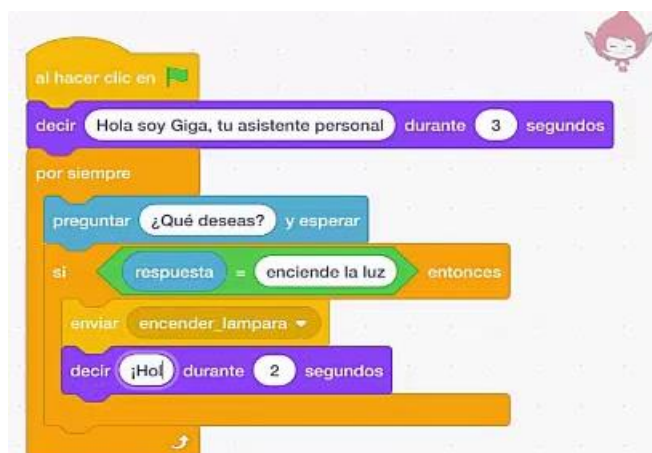 al hacer clic en
decir Hola soy Giga, tu asistente personal durante 3 segundos
por siempre
preguntar ¿Qué deseas? y esperar
si respuesta = enciende la luz entonces
enviar encender_lampara
decir ¡Hol durante 2 segundos